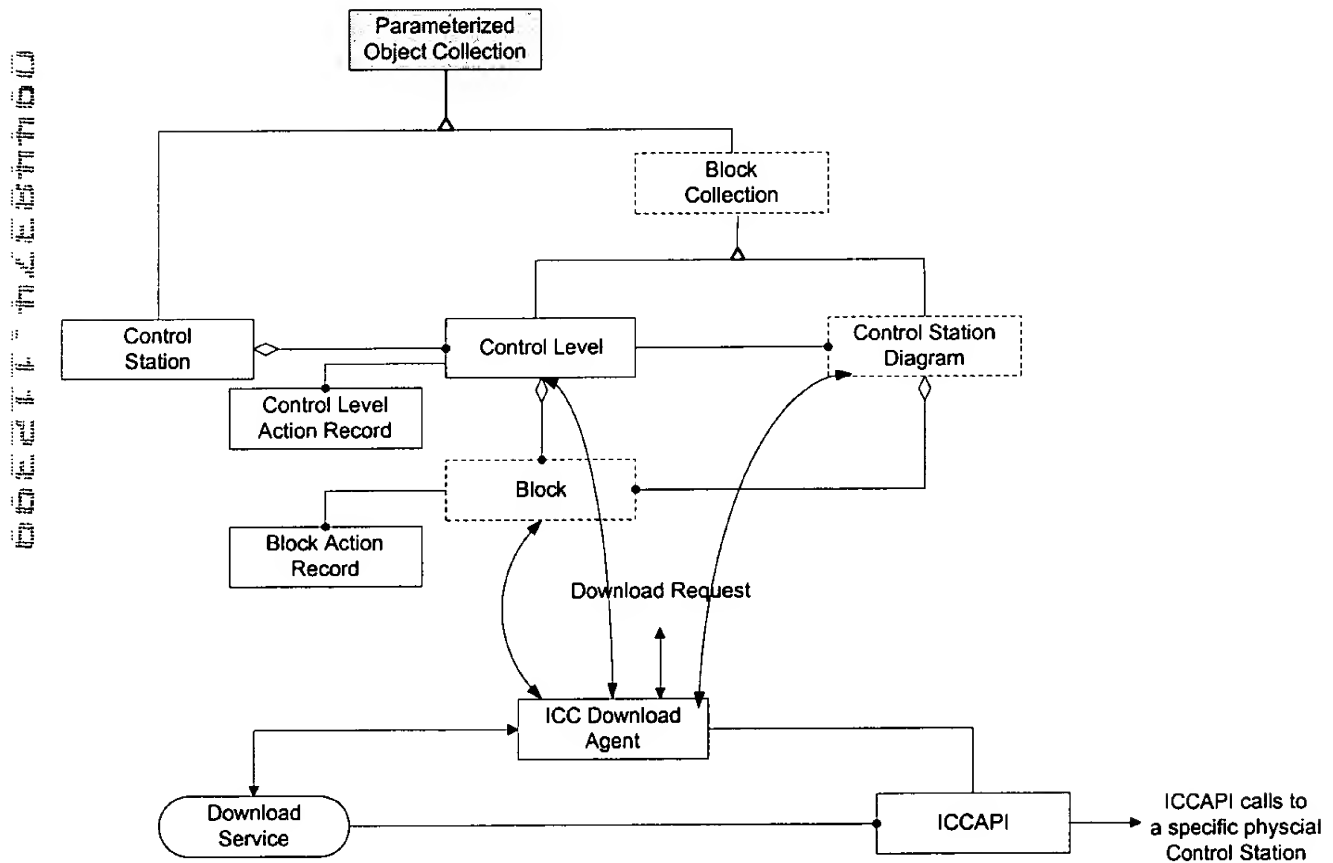 Parameterized
Object Collection
Block
Collection
Control
Station
Control Level
Control Station
Diagram
Control Level
Action Record
Block
Block Action
Record
Download Request
ICC Download
Agent
Download
Service
ICCAPI
ICCAPI calls to
a specific physcial
Control Station